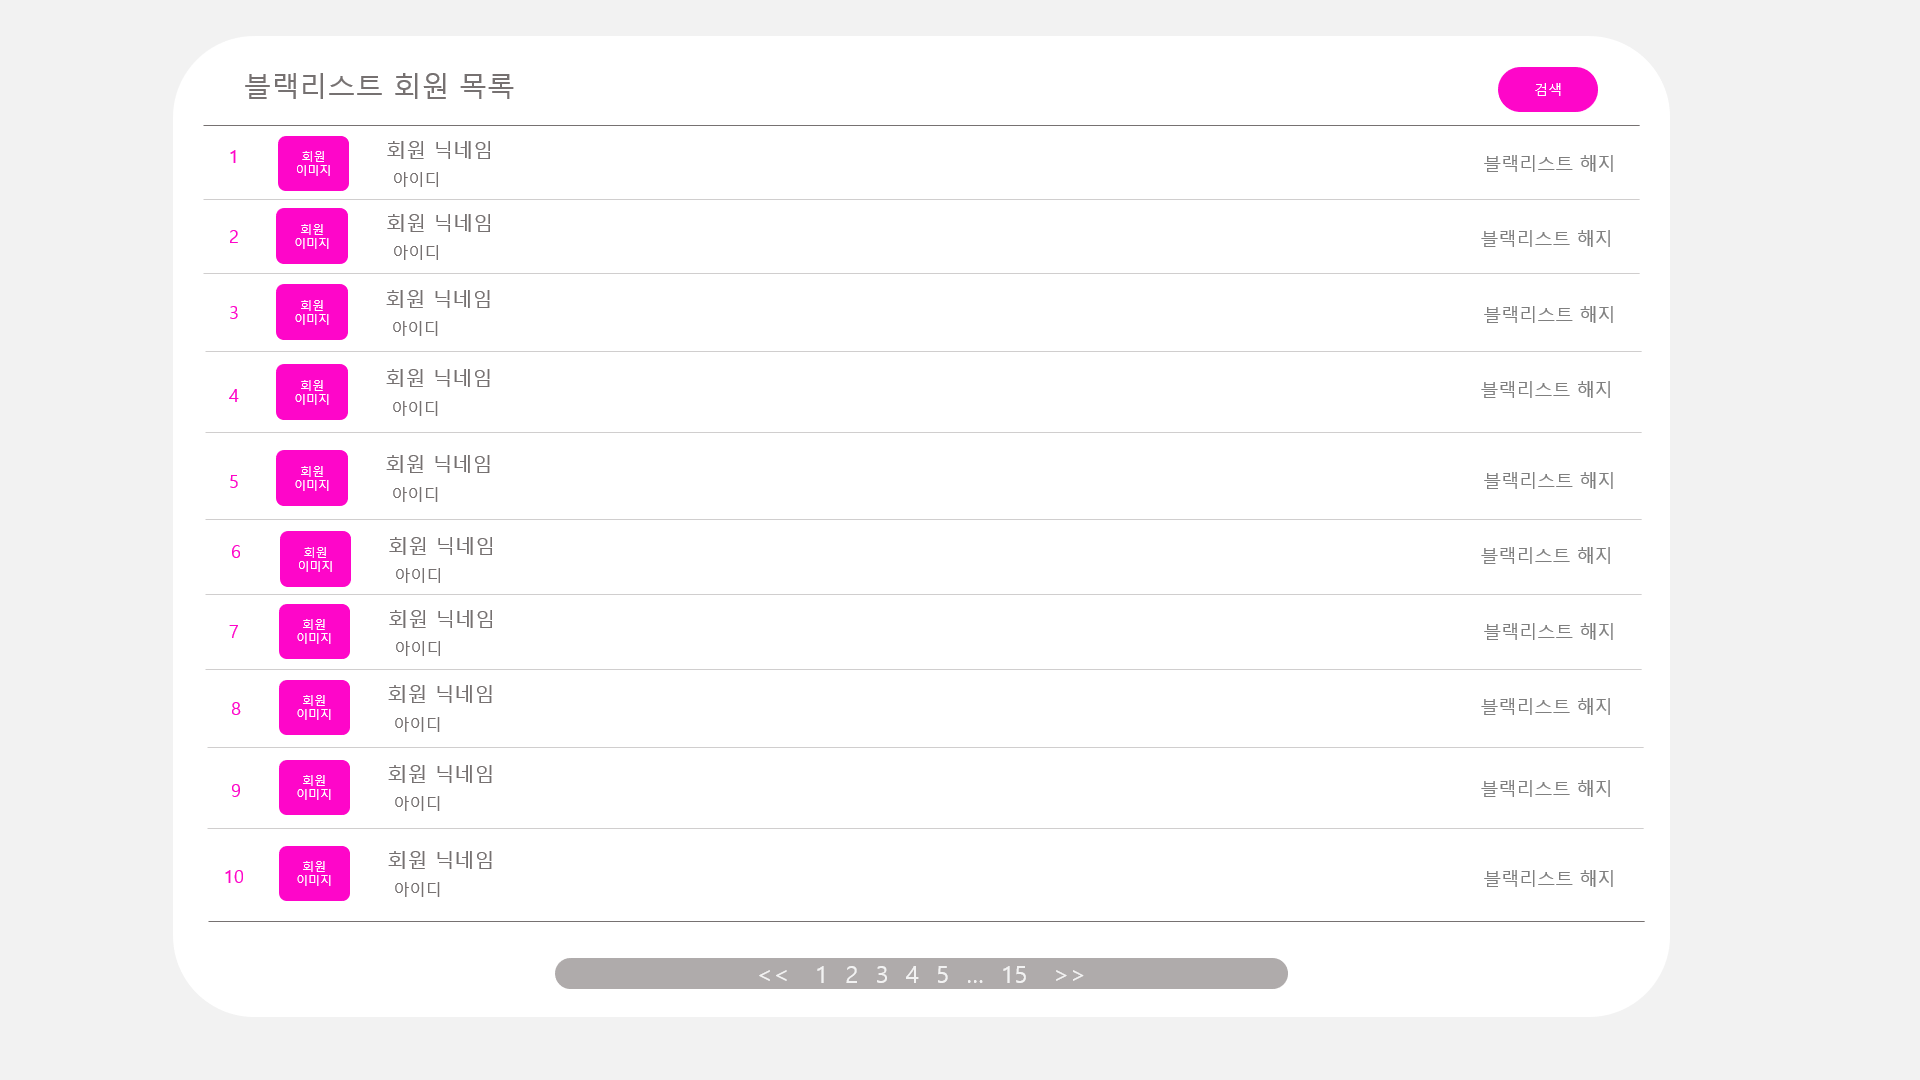 블랙리스트 회원 목록
검색
1
회원
이미지
회원 닉네임
아이디
블랙리스트 해지
2
회원
이미지
회원 닉네임
아이디
블랙리스트 해지
3
회원
이미지
회원 닉네임
아이디
블랙리스트 해지
4
회원
이미지
회원 닉네임
아이디
블랙리스트 해지
5
회원
이미지
회원 닉네임
아이디
블랙리스트 해지
6
회원
이미지
회원 닉네임
아이디
블랙리스트 해지
7
회원
이미지
회원 닉네임
아이디
블랙리스트 해지
8
회원
이미지
회원 닉네임
아이디
블랙리스트 해지
9
회원
이미지
회원 닉네임
아이디
블랙리스트 해지
10
회원
이미지
회원 닉네임
아이디
블랙리스트 해지
<< 1 2 3 4 5 ... 15 >>